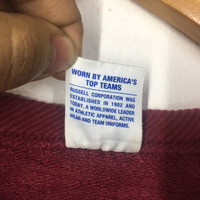 WORN BY AMERICA'S
TOP TEAMS
RUSSELL CORPORATION WAS
ESTABLISHED IN 1902 AND
TODAY, A WORLDWIDE LEADER
IN ATHLETIC APPAREL, ACTIVE
WEAR AND TEAM UNIFORMS.